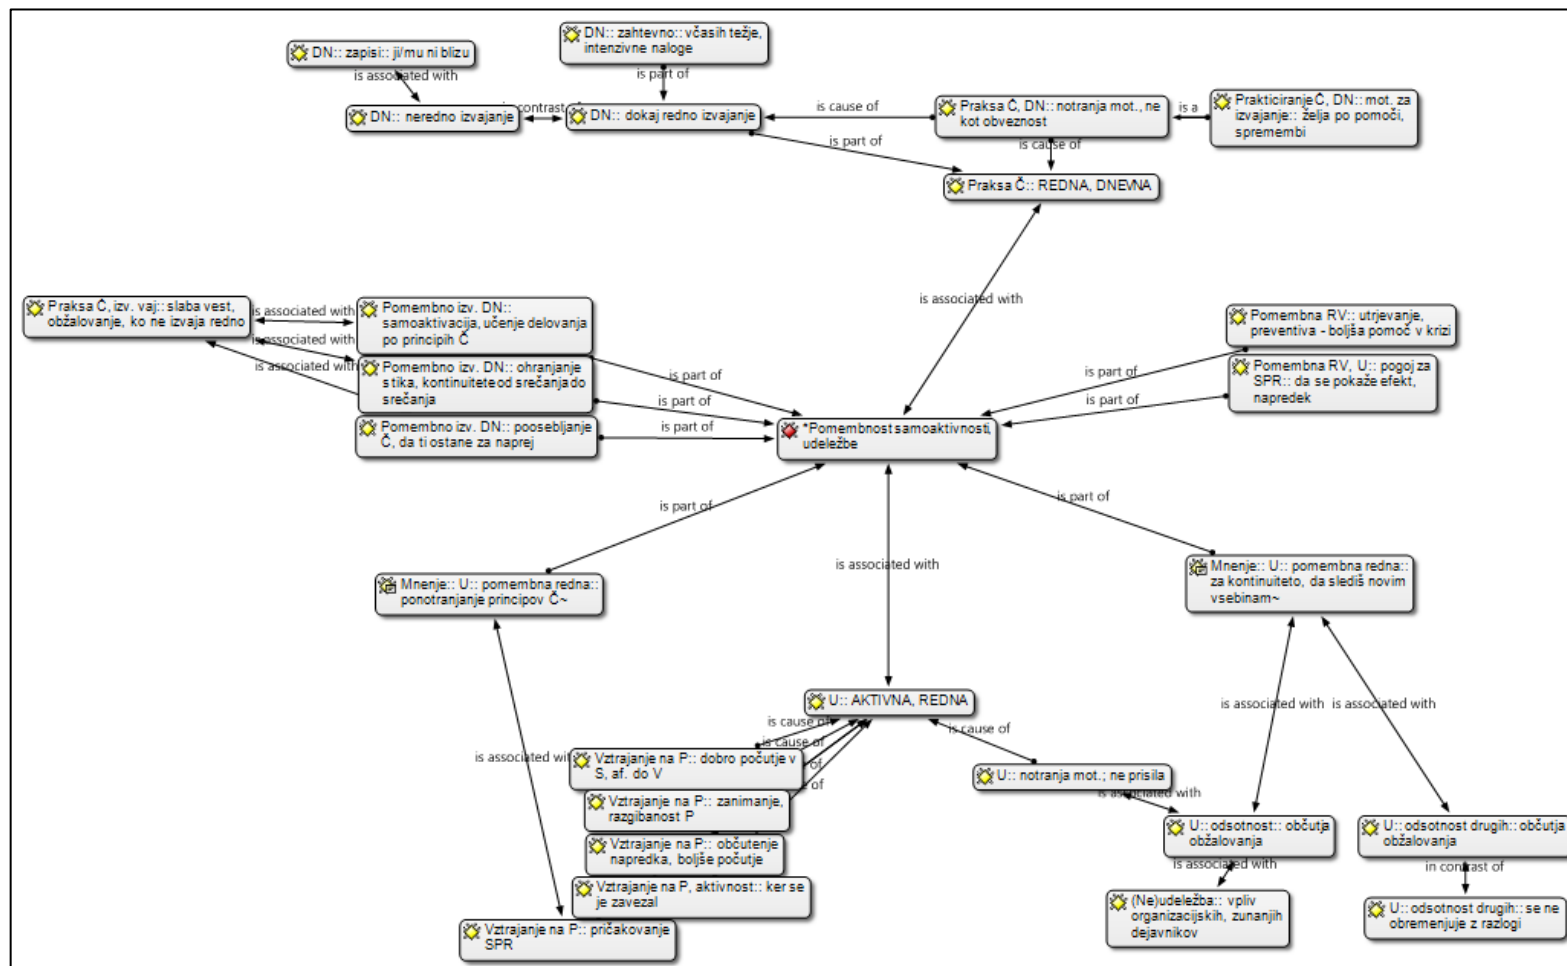 DN:: zahtevno:: včasih težje,
intenzivne naloge
DN:: zapisi:: ji/mu ni blizu
is associated with
is part of
DN:: neredno izvajanje
contrast
DN:: dokaj redno izvajanje
is cause of
Praksa Č, DN:: notranja mot., ne
kot obveznost
is a
Prakticiranje Č, DN:: mot. za
izvajanje:: želja po pomoči,
spremembi
is part of
is cause of
Praksa Č:: REDNA, DNEVNA
is associated with
Praksa Č, izv. vaj:: slaba vest,
obžalovanje, ko ne izvaja redno
is associated with
is associated with
is associated with
Pomembno izv. DN::
samoaktivacija, učenje delovanja
po principih Č
Pomembno izv. DN:: ohranjanje
stika, kontinuitete od srečanja do
srečanja
Pomembno izv. DN:: poosebljanje
Č, da ti ostane za naprej
is part of
is part of
is part of
Pomembna RV:: utrjevanje,
preventiva - boljša pomoč v krizi
Pomembna RV, U:: pogoj za
SPR:: da se pokaže efekt,
napredek
is part of
is part of
*Pomembnost samoaktivnosti,
udeležbe
is part of
is associated with
is part of
Mnenje:: U:: pomembna redna::
ponotranjanje principov Č~
Mnenje:: U:: pomembna redna::
za kontinuiteto, da slediš novim
vsebinam~
U:: AKTIVNA, REDNA
is cause of
is cause of
of
of
is cause of
is associated with
is associated with
is associated with
Vztrajanje na P:: dobro počutje v
S, af. do V
Vztrajanje na P:: zanimanje,
razgibanost P
Vztrajanje na P:: občutenje
napredka, boljše počutje
Vztrajanje na P, aktivnost:: ker se
je zavezal
Vztrajanje na P:: pričakovanje
SPR
U:: notranja mot.; ne prisila
is associated with
U:: odsotnost:: občutja
obžalovanja
is associated with
(Ne)udeležba:: vpliv
organizacijskih, zunanjih
dejavnikov
U:: odsotnost drugih:: občutja
obžalovanja
in contrast of
U:: odsotnost drugih:: se ne
obremenjuje z razlogi